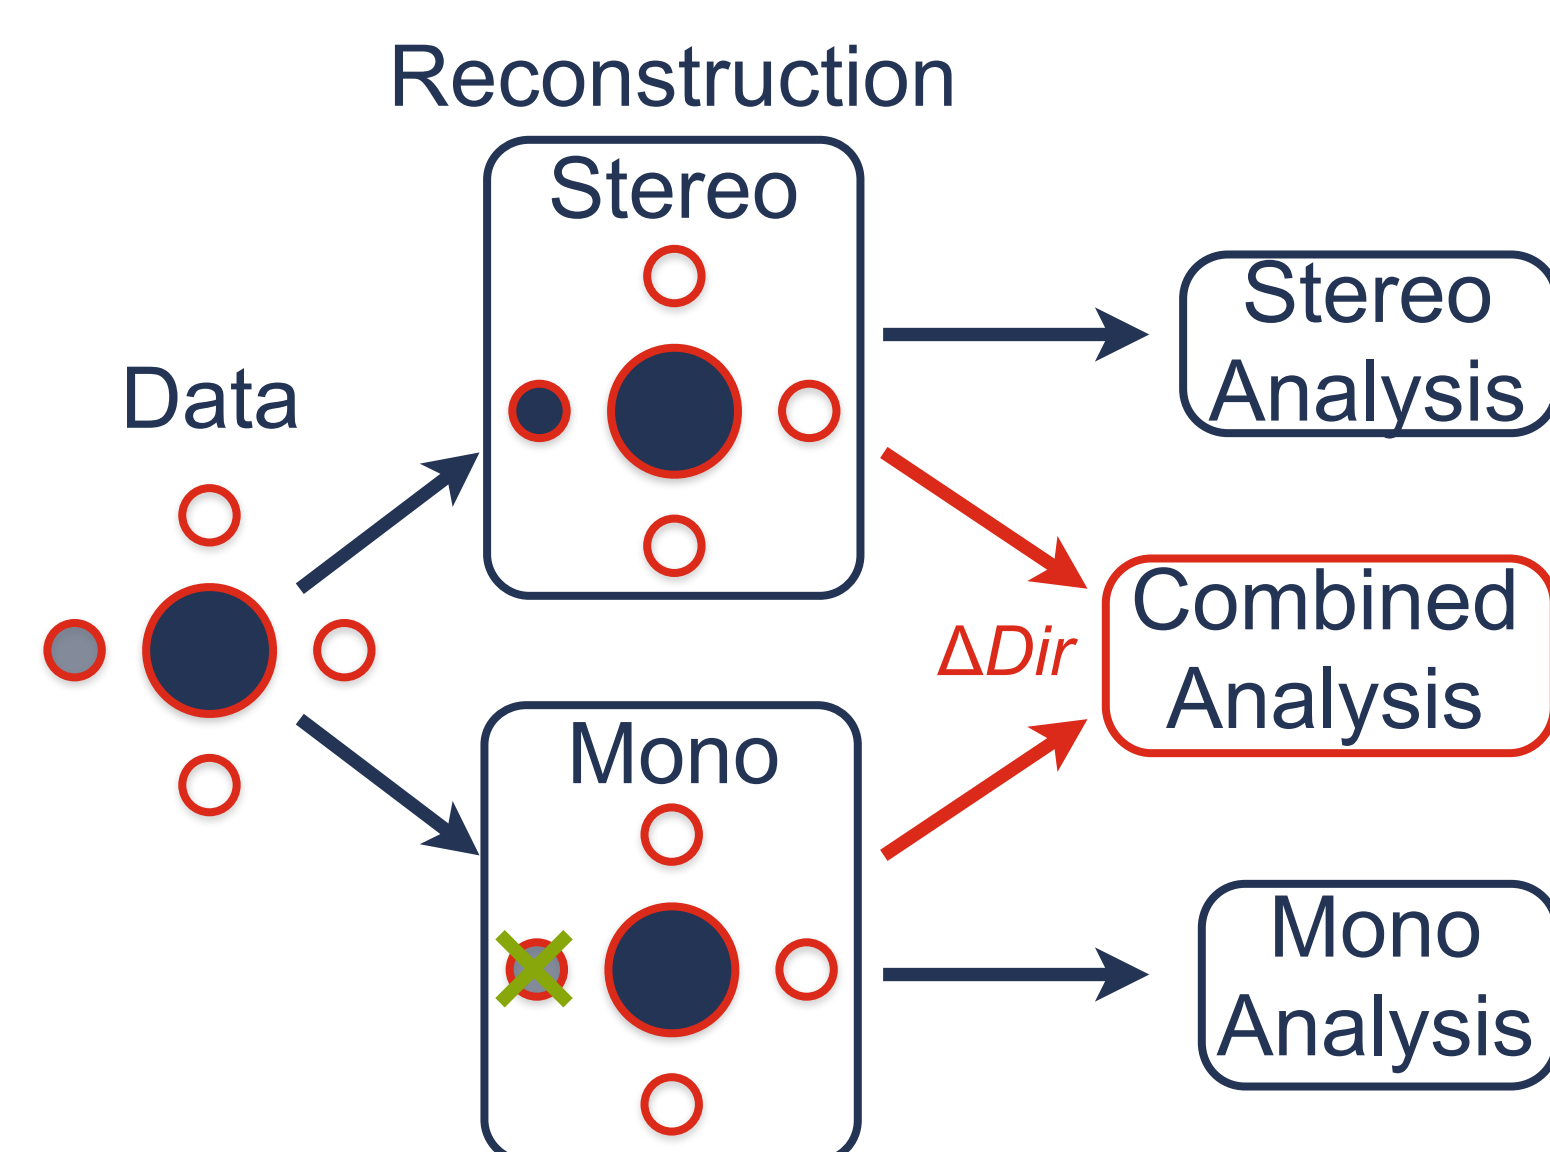 Reconstruction
Stereo
Data
Stereo
Analysis
ΔDir
Combined
Analysis
Mono
Mono
Analysis